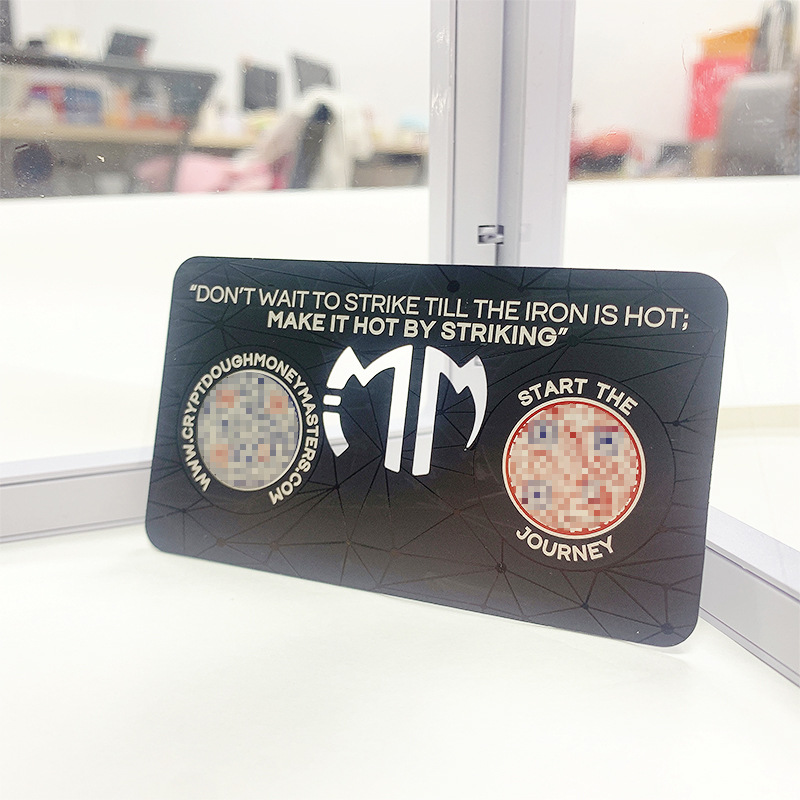 “DON'T WAIT TO STRIKE TILL THE IRON IS HOT;
MAKE IT HOT BY STRIKING”
WWW.CRYPTDOUGHMONEYMASTERS.COM
MM
START THE
JOURNEY